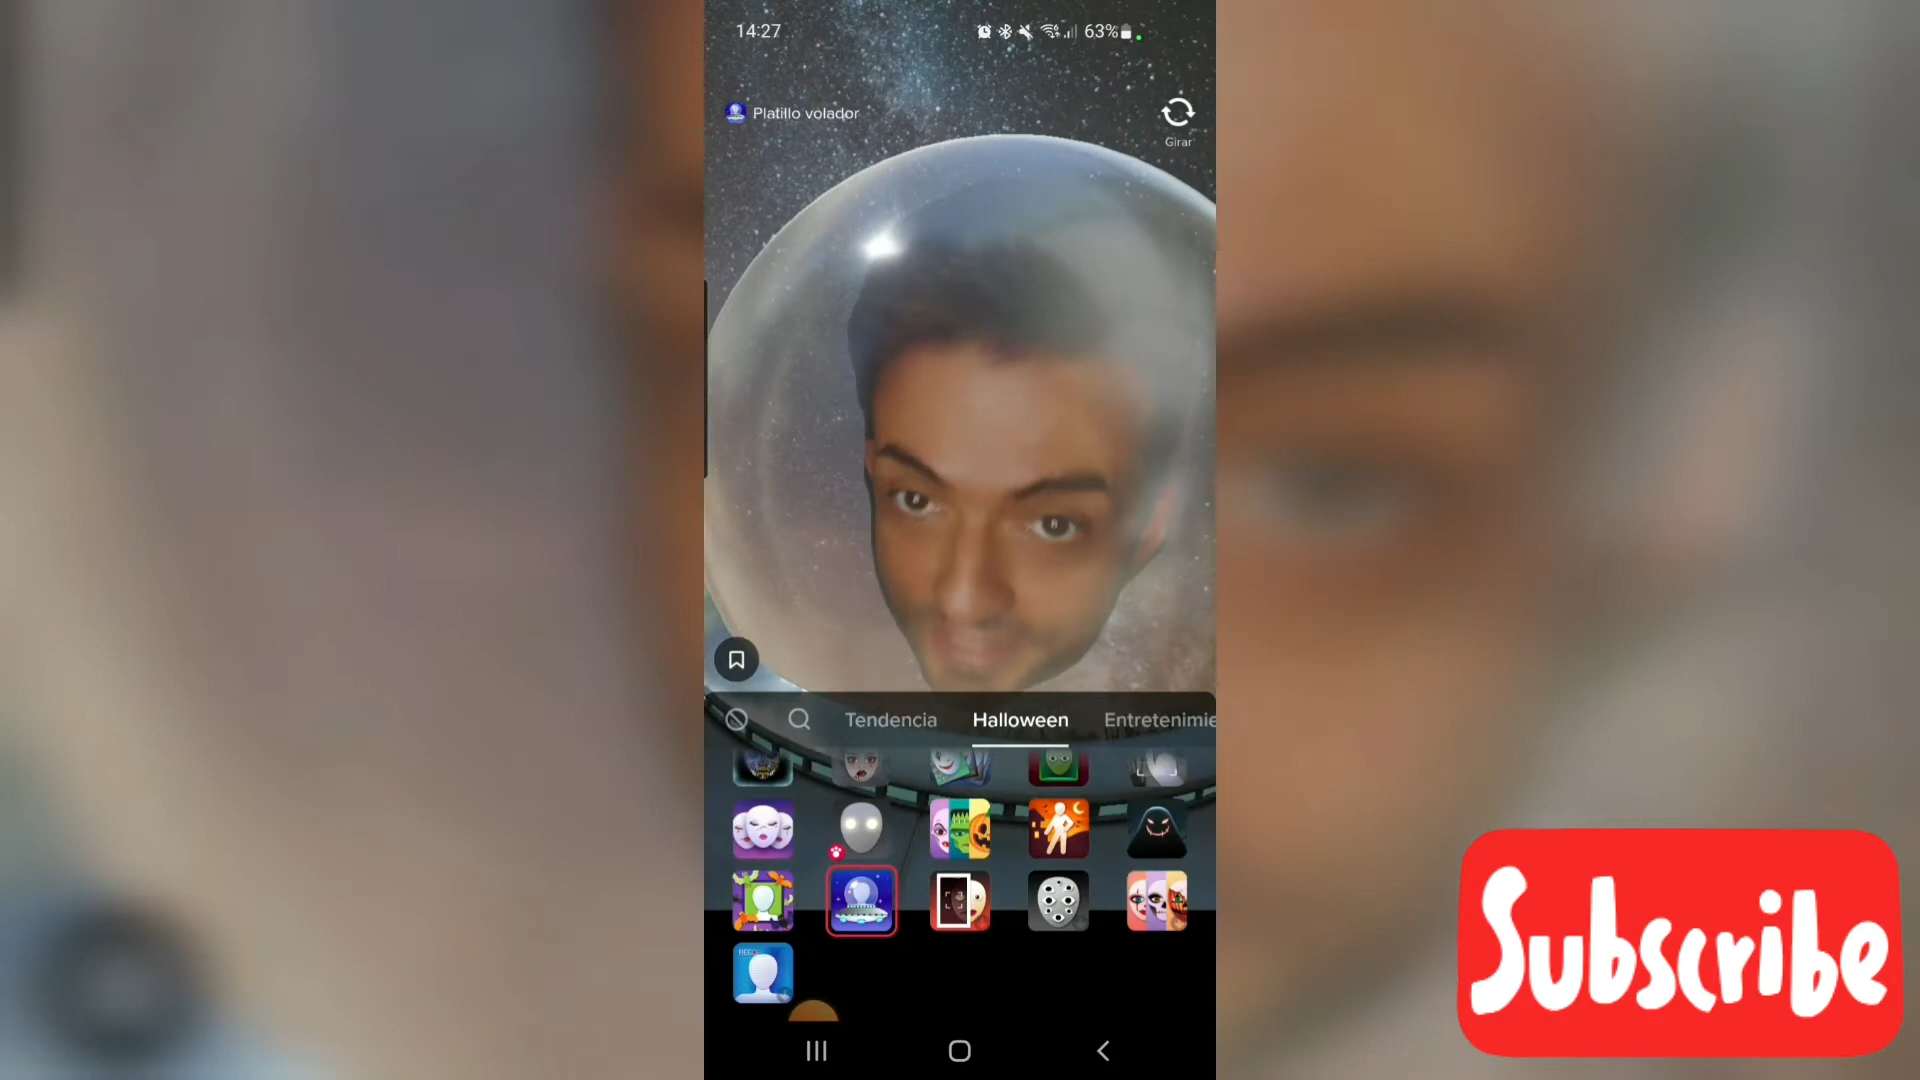 14:27
63%
Platillo volador
Girar
Tendencia
Halloween
Entretenimie
Subscribe